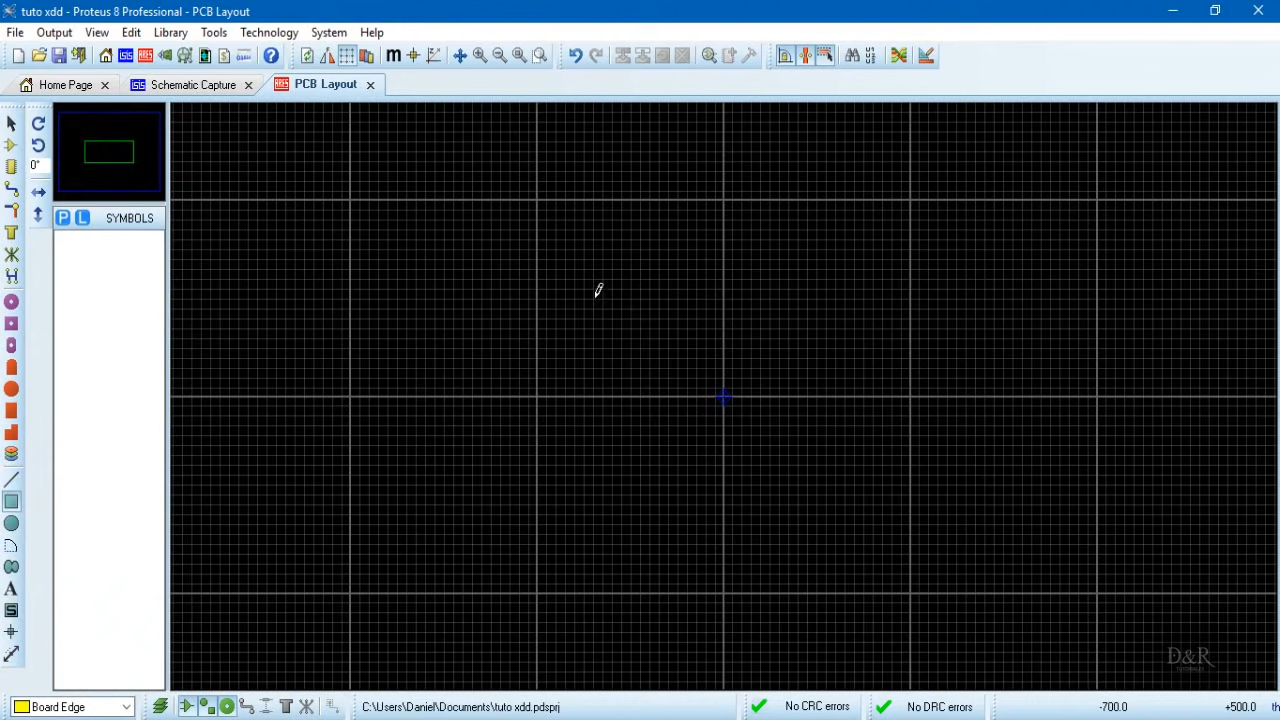 tuto xdd - Proteus 8 Professional - PCB Layout
File Output View Edit Library Tools Technology System Help
Home Page Schematic Capture PCB Layout
0°
P L SYMBOLS
D&R
TUTORIALES
Board Edge C:\Users\Daniel\Documents\tuto xdd.pdsprj No CRC errors No DRC errors -700.0 +500.0 th